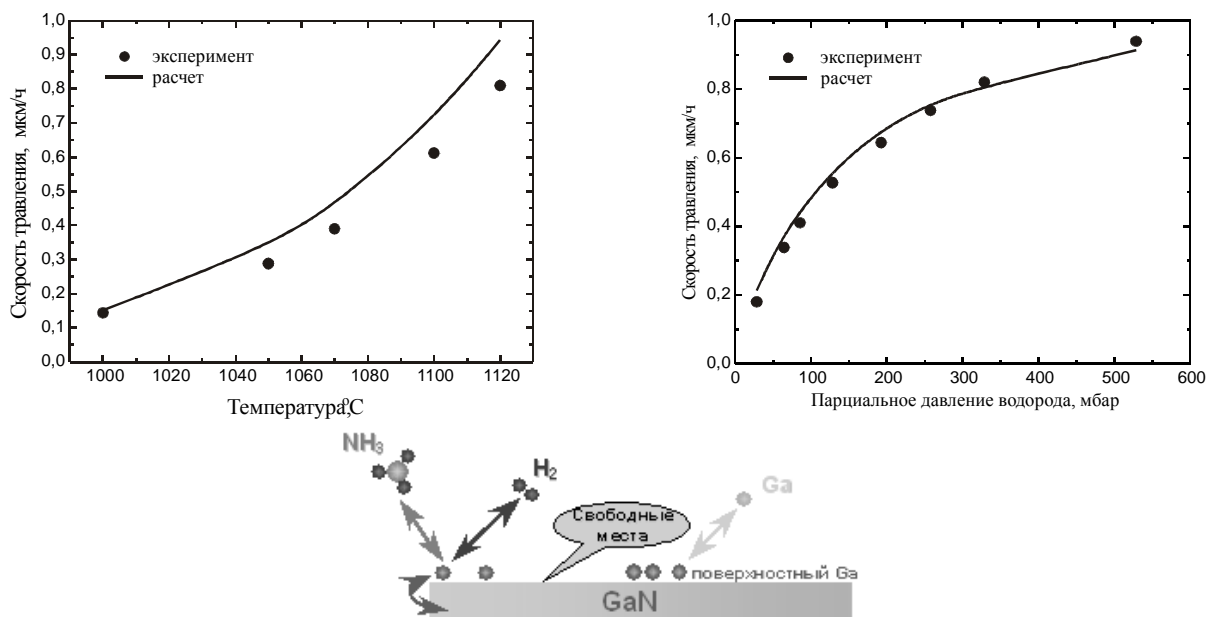 1,0
0,9
0,8
0,7
0,6
0,5
0,4
0,3
0,2
0,1
0,0
Скорость травления, мкм/ч
эксперимент
расчет
1000 1020 1040 1060 1080 1100 1120
Температура,°C
1,0
0,8
0,6
0,4
0,2
0,0
Скорость травления, мкм/ч
эксперимент
расчет
0 100 200 300 400 500 600
Парциальное давление водорода, мбар
NH3
H2
Ga
Свободные
места
поверхностный Ga
GaN